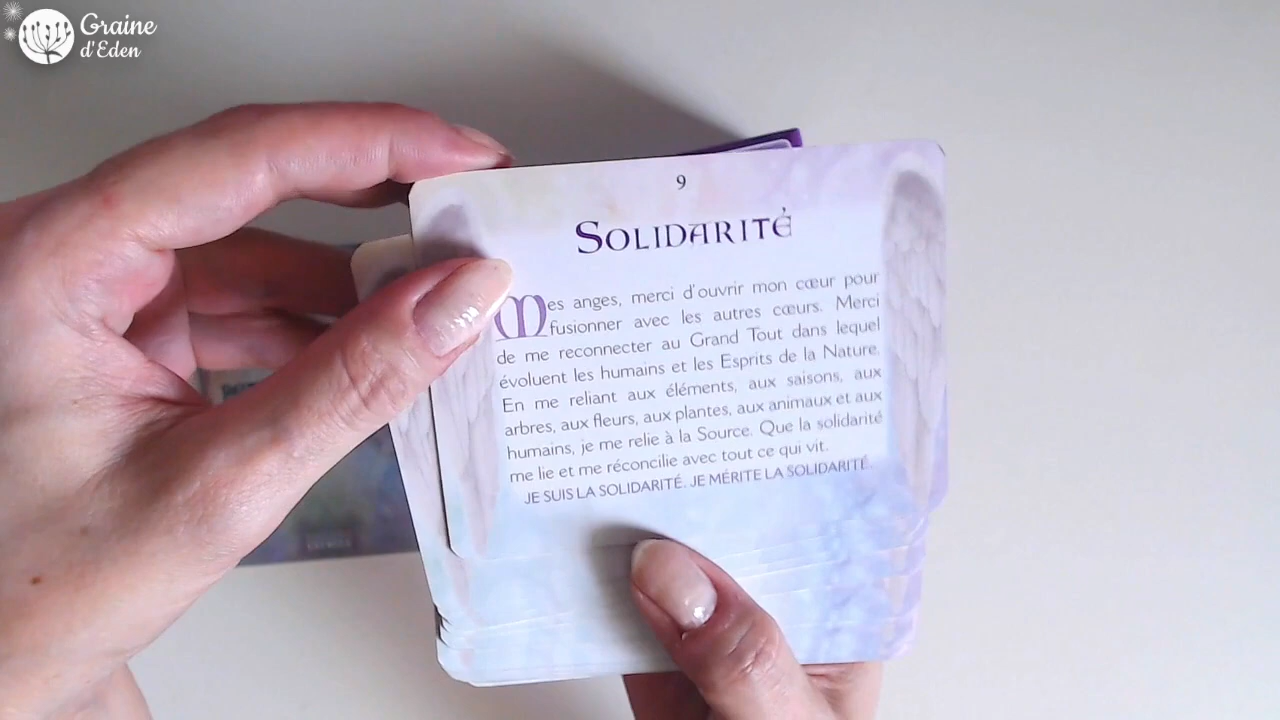 Graine
d'Eden
9
SOLIDARITÉ
Mes anges, merci d'ouvrir mon cœur pour
fusionner avec les autres cœurs. Merci
de me reconnecter au Grand Tout dans lequel
évoluent les humains et les Esprits de la Nature.
En me reliant aux éléments, aux saisons, aux
arbres, aux fleurs, aux plantes, aux animaux et aux
humains, je me relie à la Source. Que la solidarité
me lie et me réconcilie avec tout ce qui vit.
JE SUIS LA SOLIDARITÉ. JE MÉRITE LA SOLIDARITÉ.